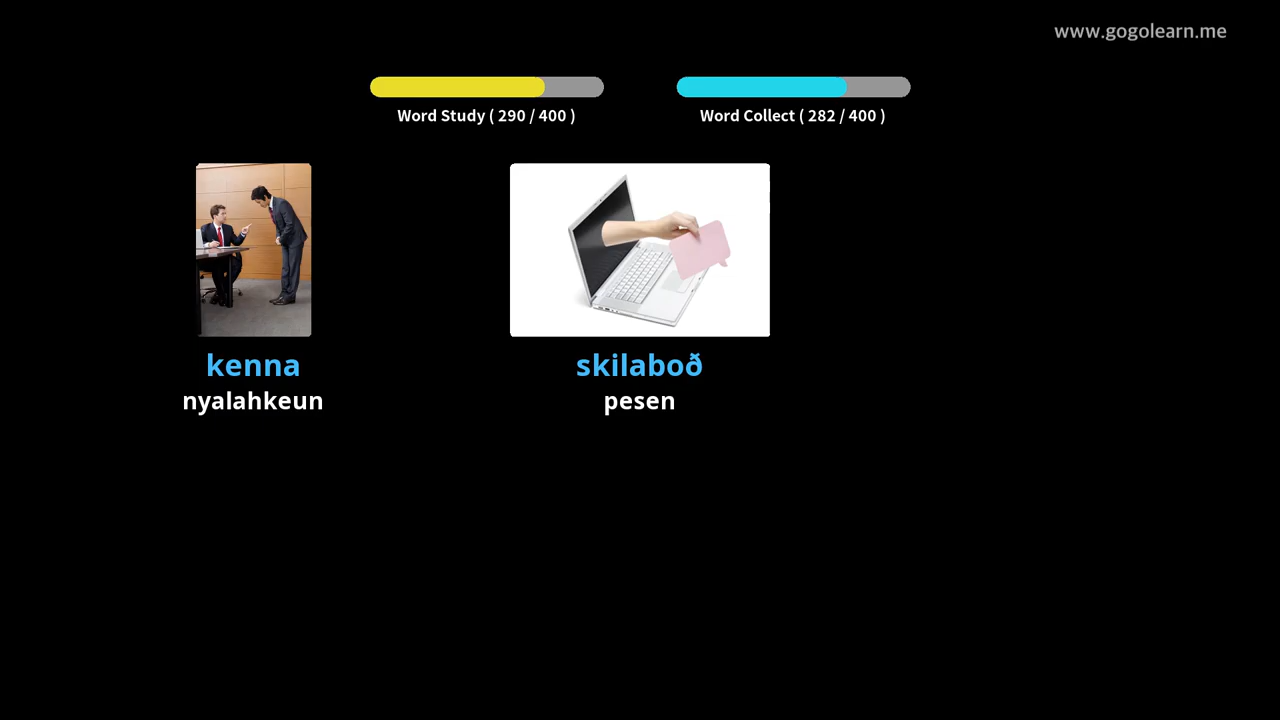 www.gogolearn.me
Word Study ( 290 / 400 )
Word Collect ( 282 / 400 )
kenna
nyalahkeun
skilaboð
pesen